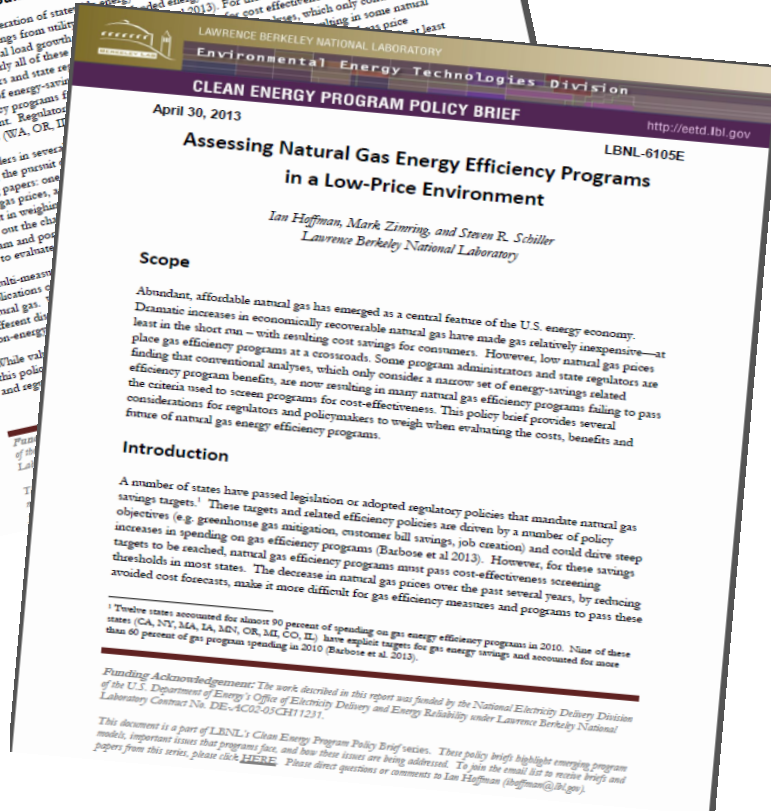 BERKELEY LAB
LAWRENCE BERKELEY NATIONAL LABORATORY
Environmental Energy Technologies Division
CLEAN ENERGY PROGRAM POLICY BRIEF
http://eetd.lbl.gov
April 30, 2013
LBNL-6105E
Assessing Natural Gas Energy Efficiency Programs
in a Low-Price Environment
Ian Hoffman, Mark Zimring, and Steven R. Schiller
Lawrence Berkeley National Laboratory
Scope
Abundant, affordable natural gas has emerged as a central feature of the U.S. energy economy.
Dramatic increases in economically recoverable natural gas have made gas relatively inexpensive—at
least in the short run – with resulting cost savings for consumers. However, low natural gas prices
place gas efficiency programs at a crossroads. Some program administrators and state regulators are
finding that conventional analyses, which only consider a narrow set of energy-savings related
efficiency program benefits, are now resulting in many natural gas efficiency programs failing to pass
the criteria used to screen programs for cost-effectiveness. This policy brief provides several
considerations for regulators and policymakers to weigh when evaluating the costs, benefits and
future of natural gas energy efficiency programs.
Introduction
A number of states have passed legislation or adopted regulatory policies that mandate natural gas
savings targets.1 These targets and related efficiency policies are driven by a number of policy
objectives (e.g. greenhouse gas mitigation, customer bill savings, job creation) and could drive steep
increases in spending on gas efficiency programs (Barbose et al 2013). However, for these savings
targets to be reached, natural gas efficiency programs must pass cost-effectiveness screening
thresholds in most states. The decrease in natural gas prices over the past several years, by reducing
avoided cost forecasts, make it more difficult for gas efficiency measures and programs to pass these
1 Twelve states accounted for almost 90 percent of spending on gas energy efficiency programs in 2010. Nine of these
states (CA, NY, MA, IA, MN, OR, MI, CO, IL) have explicit targets for gas energy savings and accounted for more
than 60 percent of gas program spending in 2010 (Barbose et al. 2013).
Funding Acknowledgement: The work described in this report was funded by the National Electricity Delivery Division
of the U.S. Department of Energy's Office of Electricity Delivery and Energy Reliability under Lawrence Berkeley National
Laboratory Contract No. DE-AC02-05CH11231.
This document is a part of LBNL's Clean Energy Program Policy Brief series. These policy briefs highlight emerging program
models, important issues that programs face, and how these issues are being addressed. To join the email list to receive briefs and
papers from this series, please click HERE. Please direct questions or comments to Ian Hoffman (ihoffman@lbl.gov).